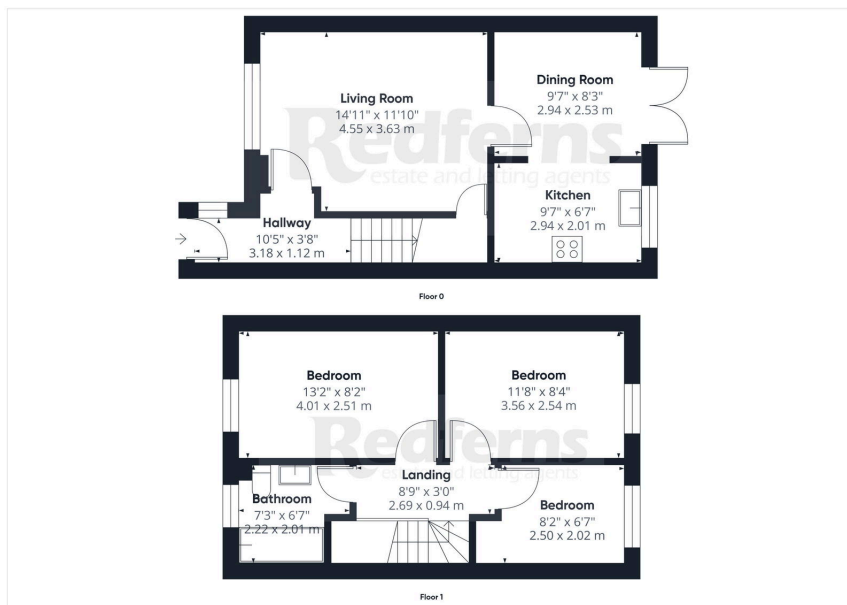 Living Room
14'11" x 11'10"
4.55 x 3.63 m
Dining Room
9'7" x 8'3"
2.94 x 2.53 m
Redferns
estate and letting agents
Kitchen
9'7" x 6'7"
2.94 x 2.01 m
Hallway
10'5" x 3'8"
3.18 x 1.12 m
Floor 0
Bedroom
13'2" x 8'2"
4.01 x 2.51 m
Bedroom
11'8" x 8'4"
3.56 x 2.54 m
Redferns
estate and letting agents
Landing
8'9" x 3'0"
2.69 x 0.94 m
Bathroom
7'3" x 6'7"
2.22 x 2.01 m
Bedroom
8'2" x 6'7"
2.50 x 2.02 m
Floor 1